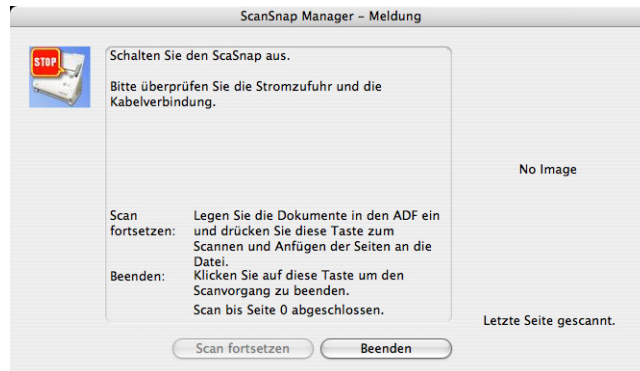 ScanSnap Manager – Meldung
STOP
Schalten Sie den ScaSnap aus.
Bitte überprüfen Sie die Stromzufuhr und die
Kabelverbindung.
No Image
Scan
fortsetzen:
Legen Sie die Dokumente in den ADF ein
und drücken Sie diese Taste zum
Scannen und Anfügen der Seiten an die
Datei.
Beenden:
Klicken Sie auf diese Taste um den
Scanvorgang zu beenden.
Scan bis Seite 0 abgeschlossen.
Letzte Seite gescannt.
Scan fortsetzen
Beenden